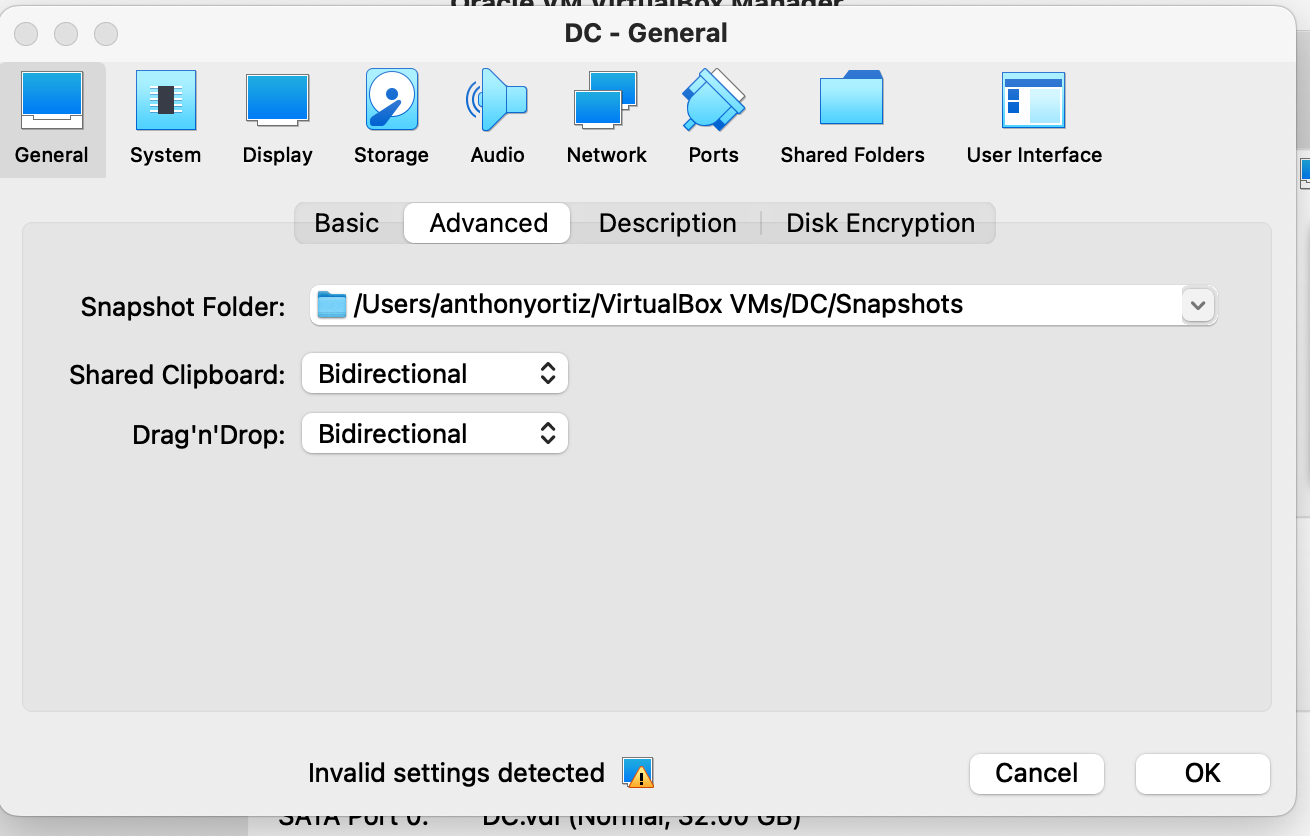 Oracle VM VirtualBox Manager
DC - General
General System Display Storage Audio Network Ports Shared Folders User Interface
Basic Advanced Description Disk Encryption
Snapshot Folder: /Users/anthonyortiz/VirtualBox VMs/DC/Snapshots
Shared Clipboard: Bidirectional
Drag'n'Drop: Bidirectional
Invalid settings detected Cancel OK
SATA Port 0: DC.vdi (Normal, 32.00 GB)